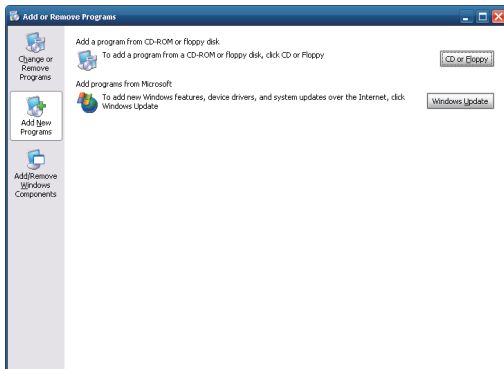 Add or Remove Programs
Change or
Remove
Programs
Add New
Programs
Add/Remove
Windows
Components
Add a program from CD-ROM or floppy disk
To add a program from a CD-ROM or floppy disk, click CD or Floppy
CD or Floppy
Add programs from Microsoft
To add new Windows features, device drivers, and system updates over the Internet, click
Windows Update
Windows Update